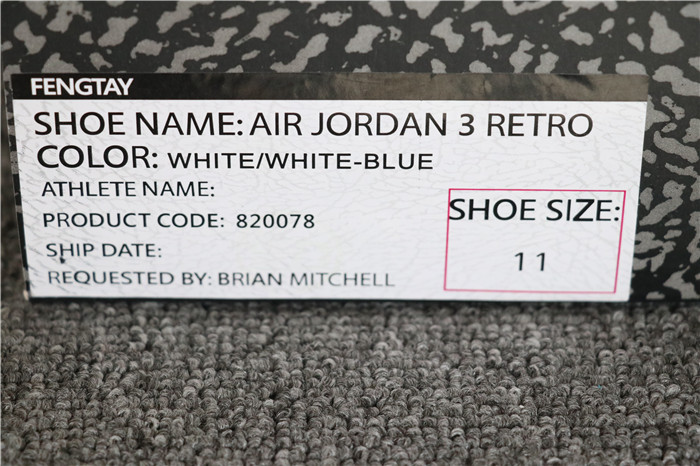 FENGTAY
SHOE NAME: AIR JORDAN 3 RETRO
COLOR: WHITE/WHITE-BLUE
ATHLETE NAME:
PRODUCT CODE: 820078
SHIP DATE:
REQUESTED BY: BRIAN MITCHELL
SHOE SIZE:
11